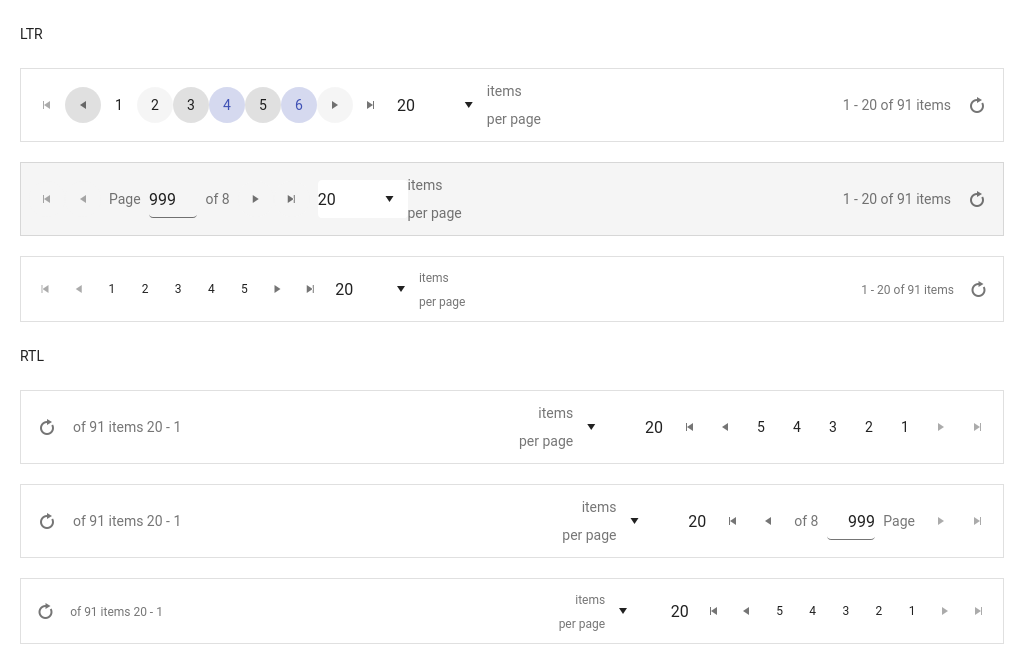 LTR
1 2 3 4 5 6 20 items per page 1 - 20 of 91 items
Page 999 of 8 20 items per page 1 - 20 of 91 items
1 2 3 4 5 20 items per page 1 - 20 of 91 items
RTL
of 91 items 20 - 1 items per page 20 5 4 3 2 1
of 91 items 20 - 1 items per page 20 of 8 999 Page
of 91 items 20 - 1 items per page 20 5 4 3 2 1